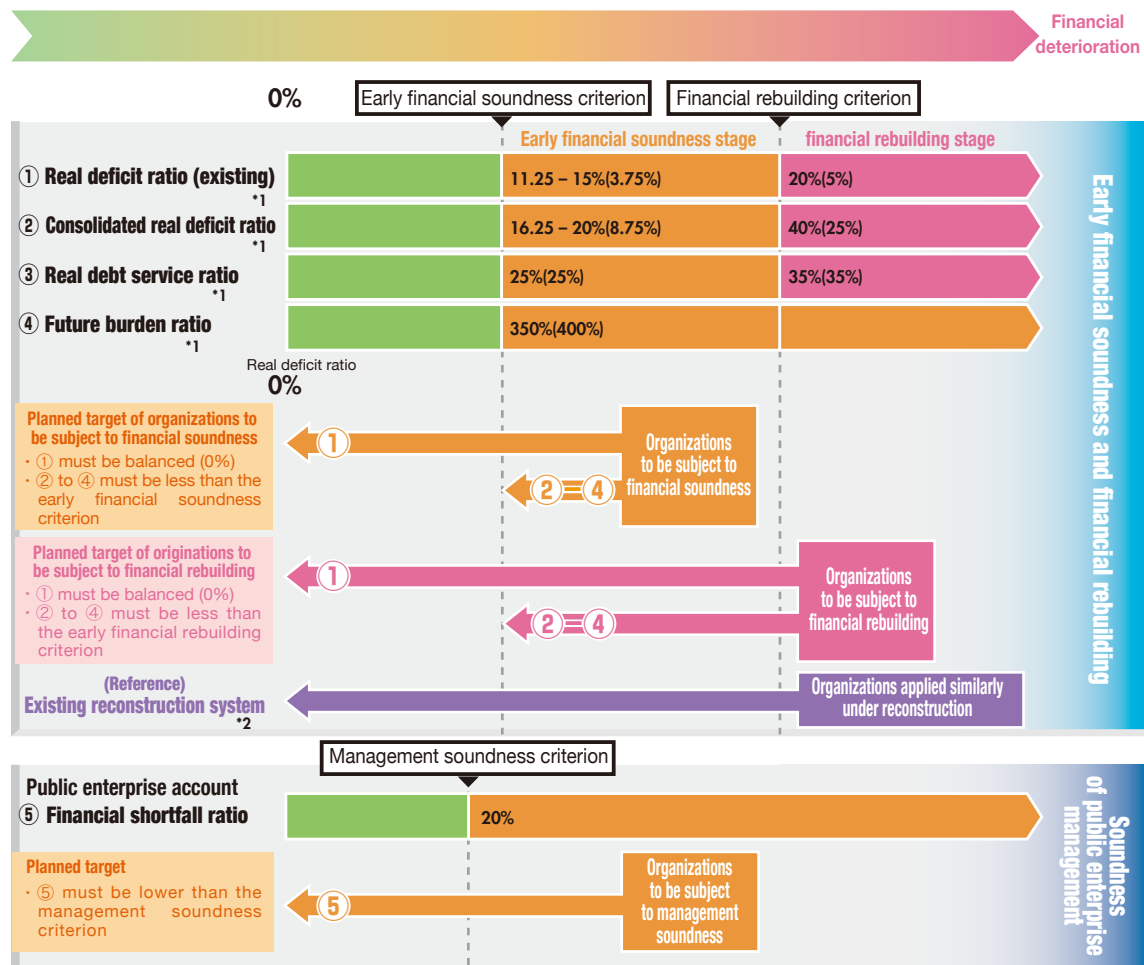 Financial
deterioration
0%
Early financial soundness criterion
Financial rebuilding criterion
Early financial soundness stage
financial rebuilding stage
① Real deficit ratio (existing)
*1
11.25 – 15%(3.75%)
20%(5%)
② Consolidated real deficit ratio
*1
16.25 – 20%(8.75%)
40%(25%)
③ Real debt service ratio
*1
25%(25%)
35%(35%)
④ Future burden ratio
*1
350%(400%)
Real deficit ratio
0%
Planned target of organizations to
be subject to financial soundness
・① must be balanced (0%)
・② to ④ must be less than the
early financial soundness
criterion
①
②=④
Organizations
to be subject to
financial soundness
Planned target of originations to
be subject to financial rebuilding
・① must be balanced (0%)
・② to ④ must be less than
the early financial rebuilding
criterion
①
②=④
Organizations
to be subject to
financial rebuilding
(Reference)
Existing reconstruction system
*2
Organizations applied similarly
under reconstruction
Early financial soundness and financial rebuilding
Management soundness criterion
Public enterprise account
⑤ Financial shortfall ratio
20%
Planned target
・⑤ must be lower than the
management soundness
criterion
⑤
Organizations
to be subject
to management
soundness
Soundness
of public enterprise
management